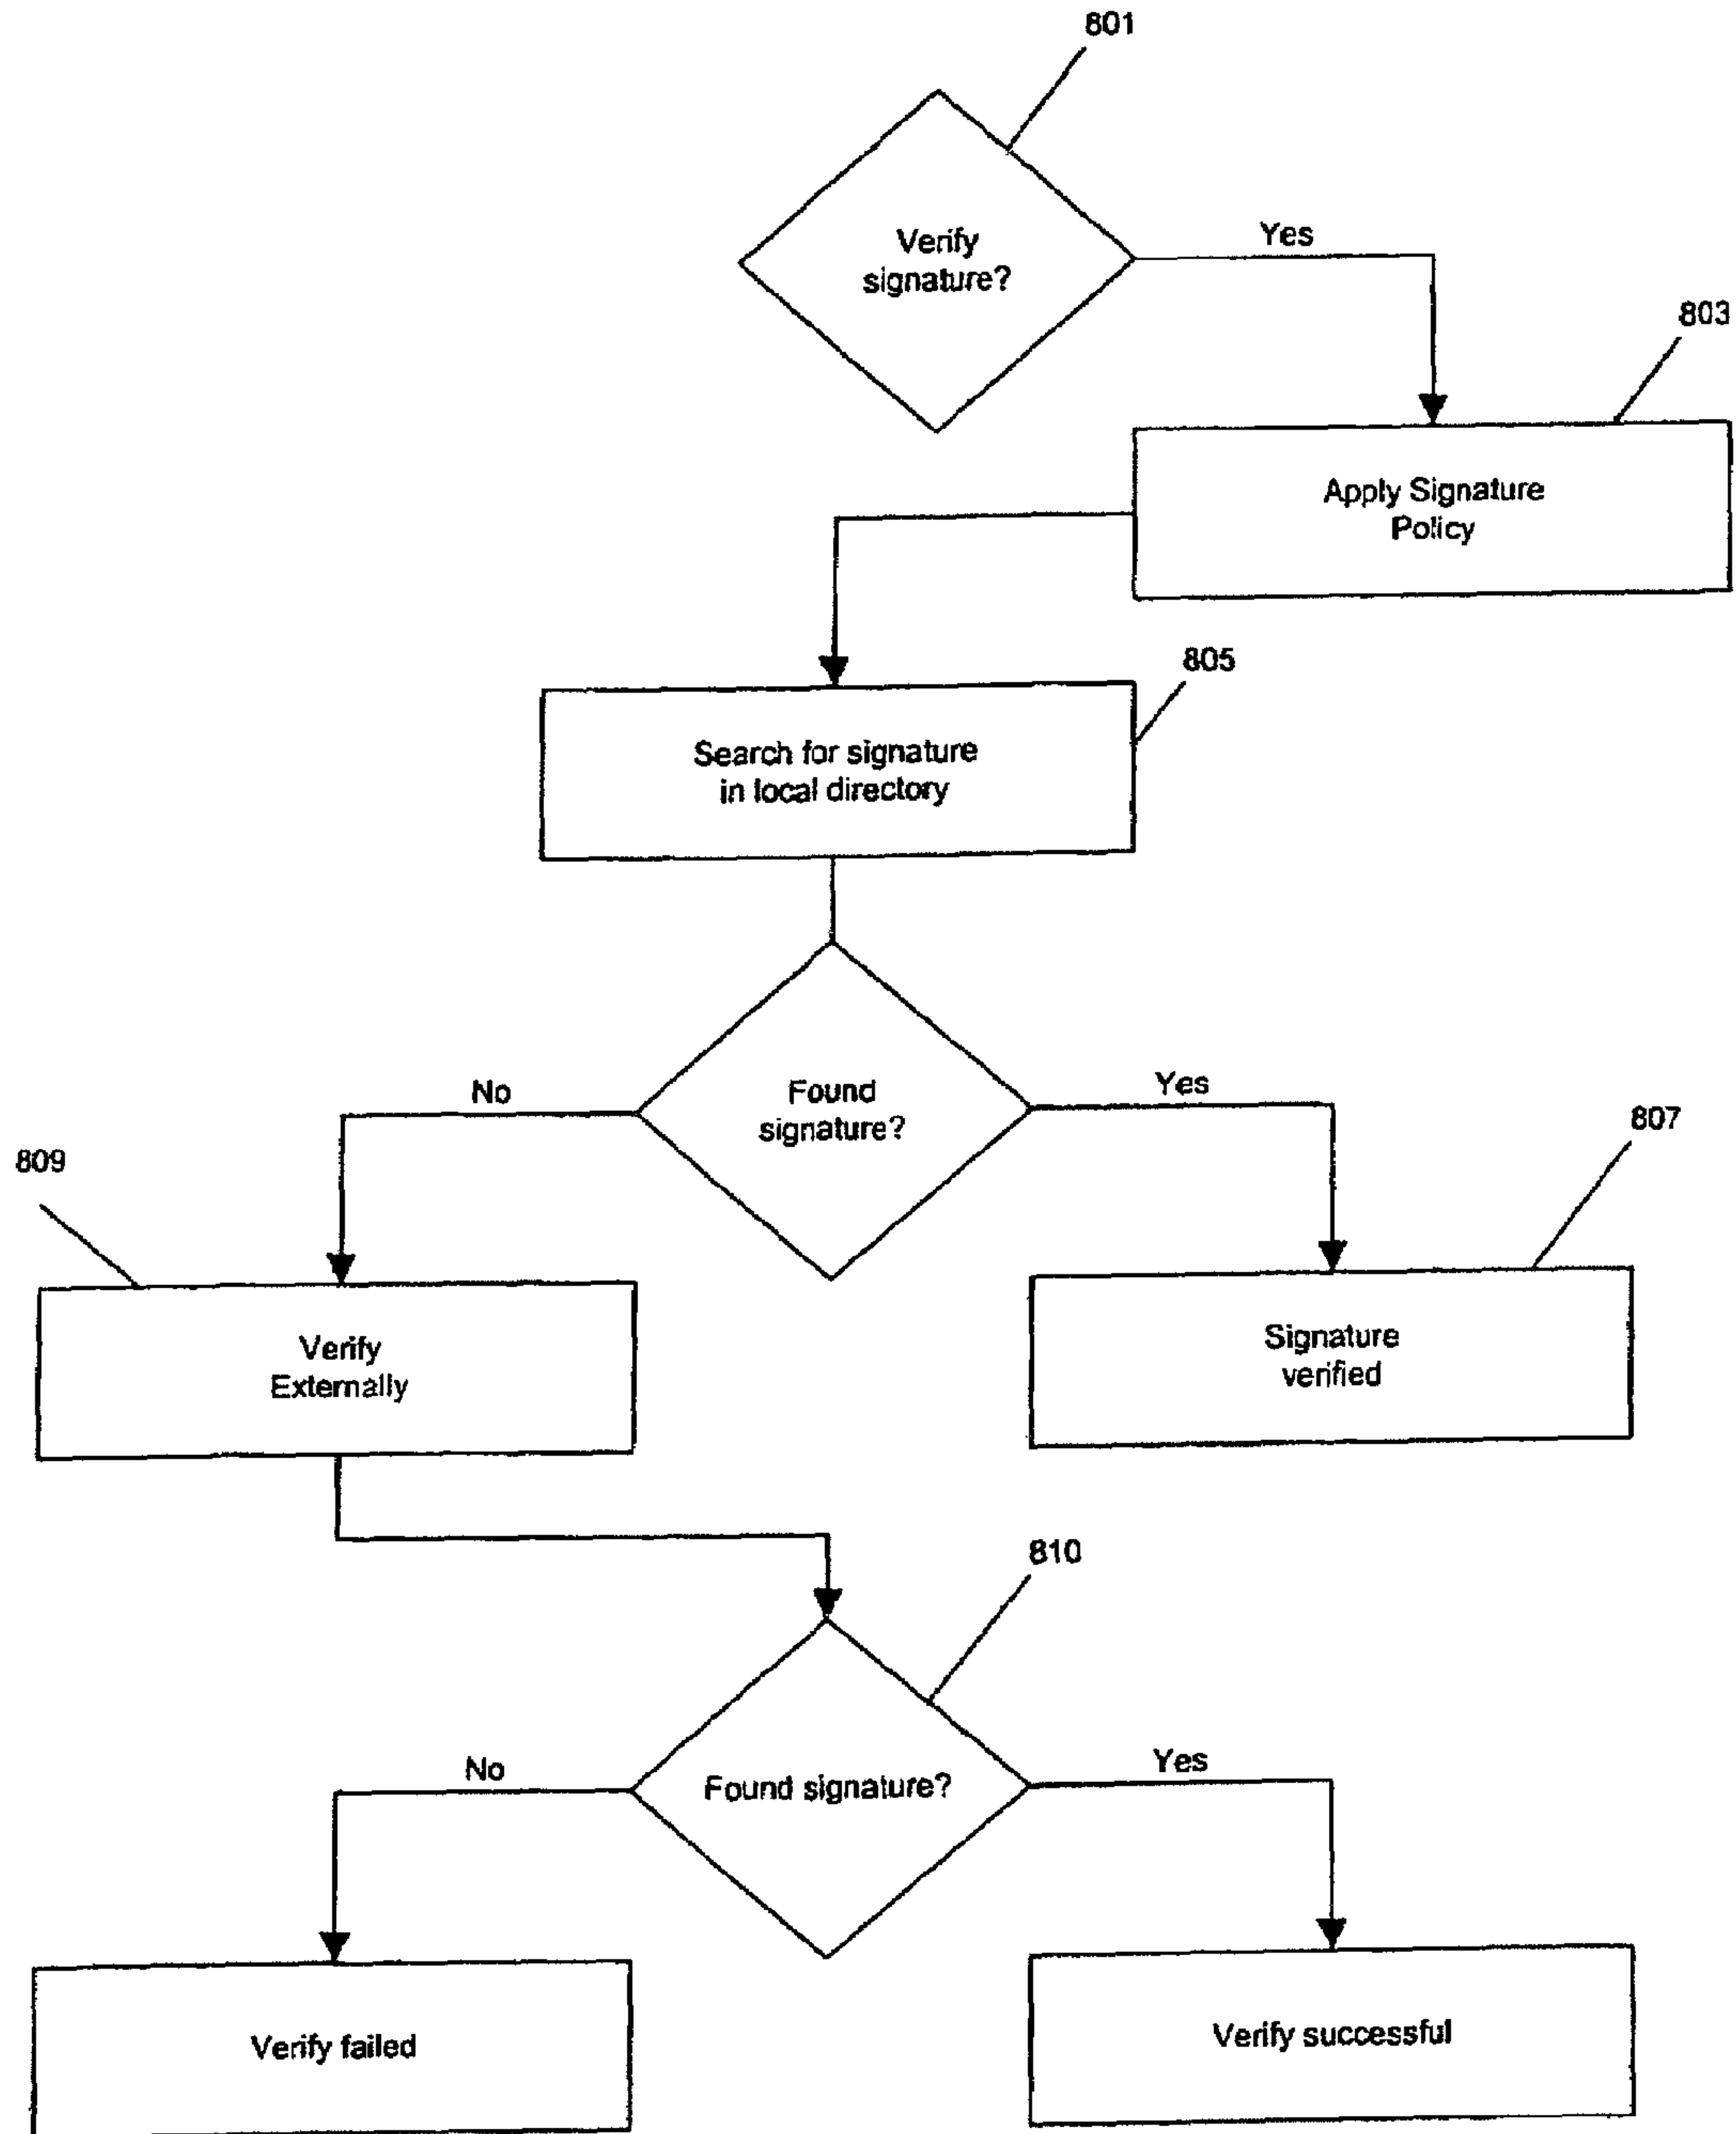 801
Verify
signature?
Yes
803
Apply Signature
Policy
805
Search for signature
in local directory
No
Found
signature?
Yes
807
809
Verify
Externally
Signature
verified
810
No
Found signature?
Yes
Verify failed
Verify successful